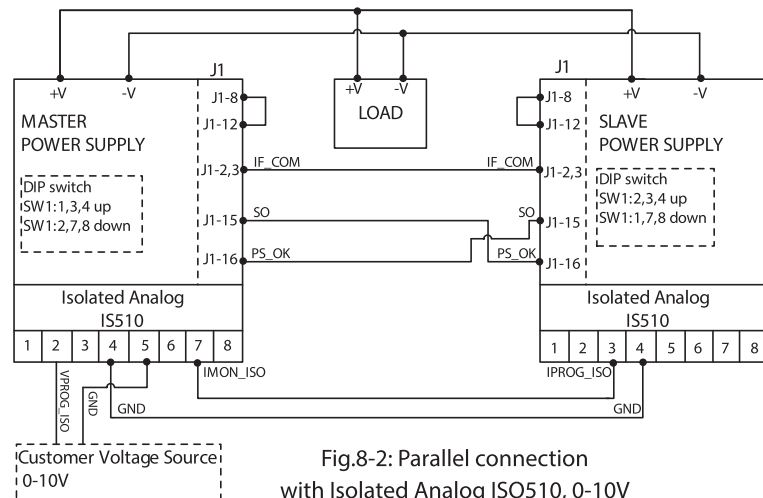 J1
J1
+V
-V
+V
-V
+V
-V
J1-8
J1-8
LOAD
MASTER
POWER SUPPLY
J1-12
J1-12
SLAVE
POWER SUPPLY
IF_COM
IF_COM
J1-2,3
J1-2,3
DIP switch
SW1:1,3,4 up
SW1:2,7,8 down
DIP switch
SW1:2,3,4 up
SW1:1,7,8 down
J1-15
SO
SO
J1-15
J1-16
PS_OK
PS_OK
J1-16
Isolated Analog
IS510
Isolated Analog
IS510
1 2 3 4 5 6 7 8
1 2 3 4 5 6 7 8
IMON_ISO
IPROG_ISO
VPROG_ISO
GND
GND
GND
Customer Voltage Source
0-10V
Fig.8-2: Parallel connection
with Isolated Analog ISO510, 0-10V